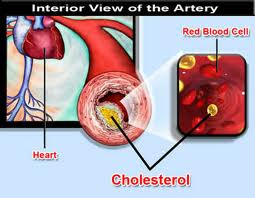 Interior View of the Artery
Red Blood Cell
Heart
Cholesterol